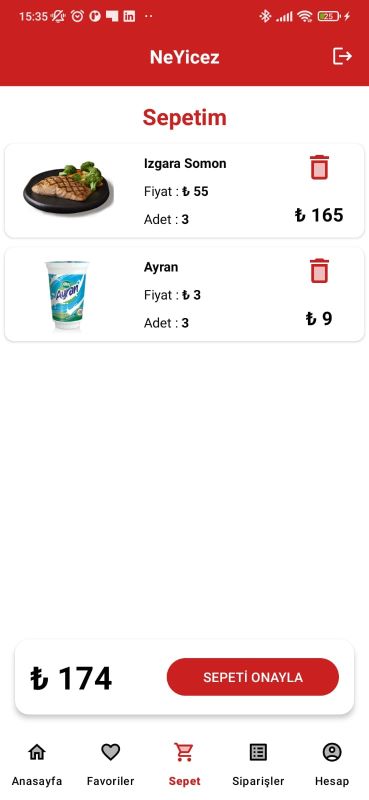 15:35
25
NeYicez
Sepetim
Izgara Somon
Fiyat : ₺ 55
Adet : 3
₺ 165
Ayran
Ayran
Fiyat : ₺ 3
Adet : 3
₺ 9
₺ 174
SEPETİ ONAYLA
Anasayfa
Favoriler
Sepet
Siparişler
Hesap